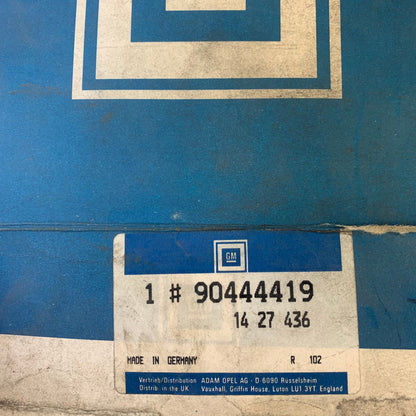 GM
1 # 90444419
14 27 436
MADE IN GERMANY R 102
Vertrieb/Distribution ADAM OPEL AG · D-6090 Rüsselsheim
Distrib. in the UK Vauxhall, Griffin House, Luton LU1 3YT England